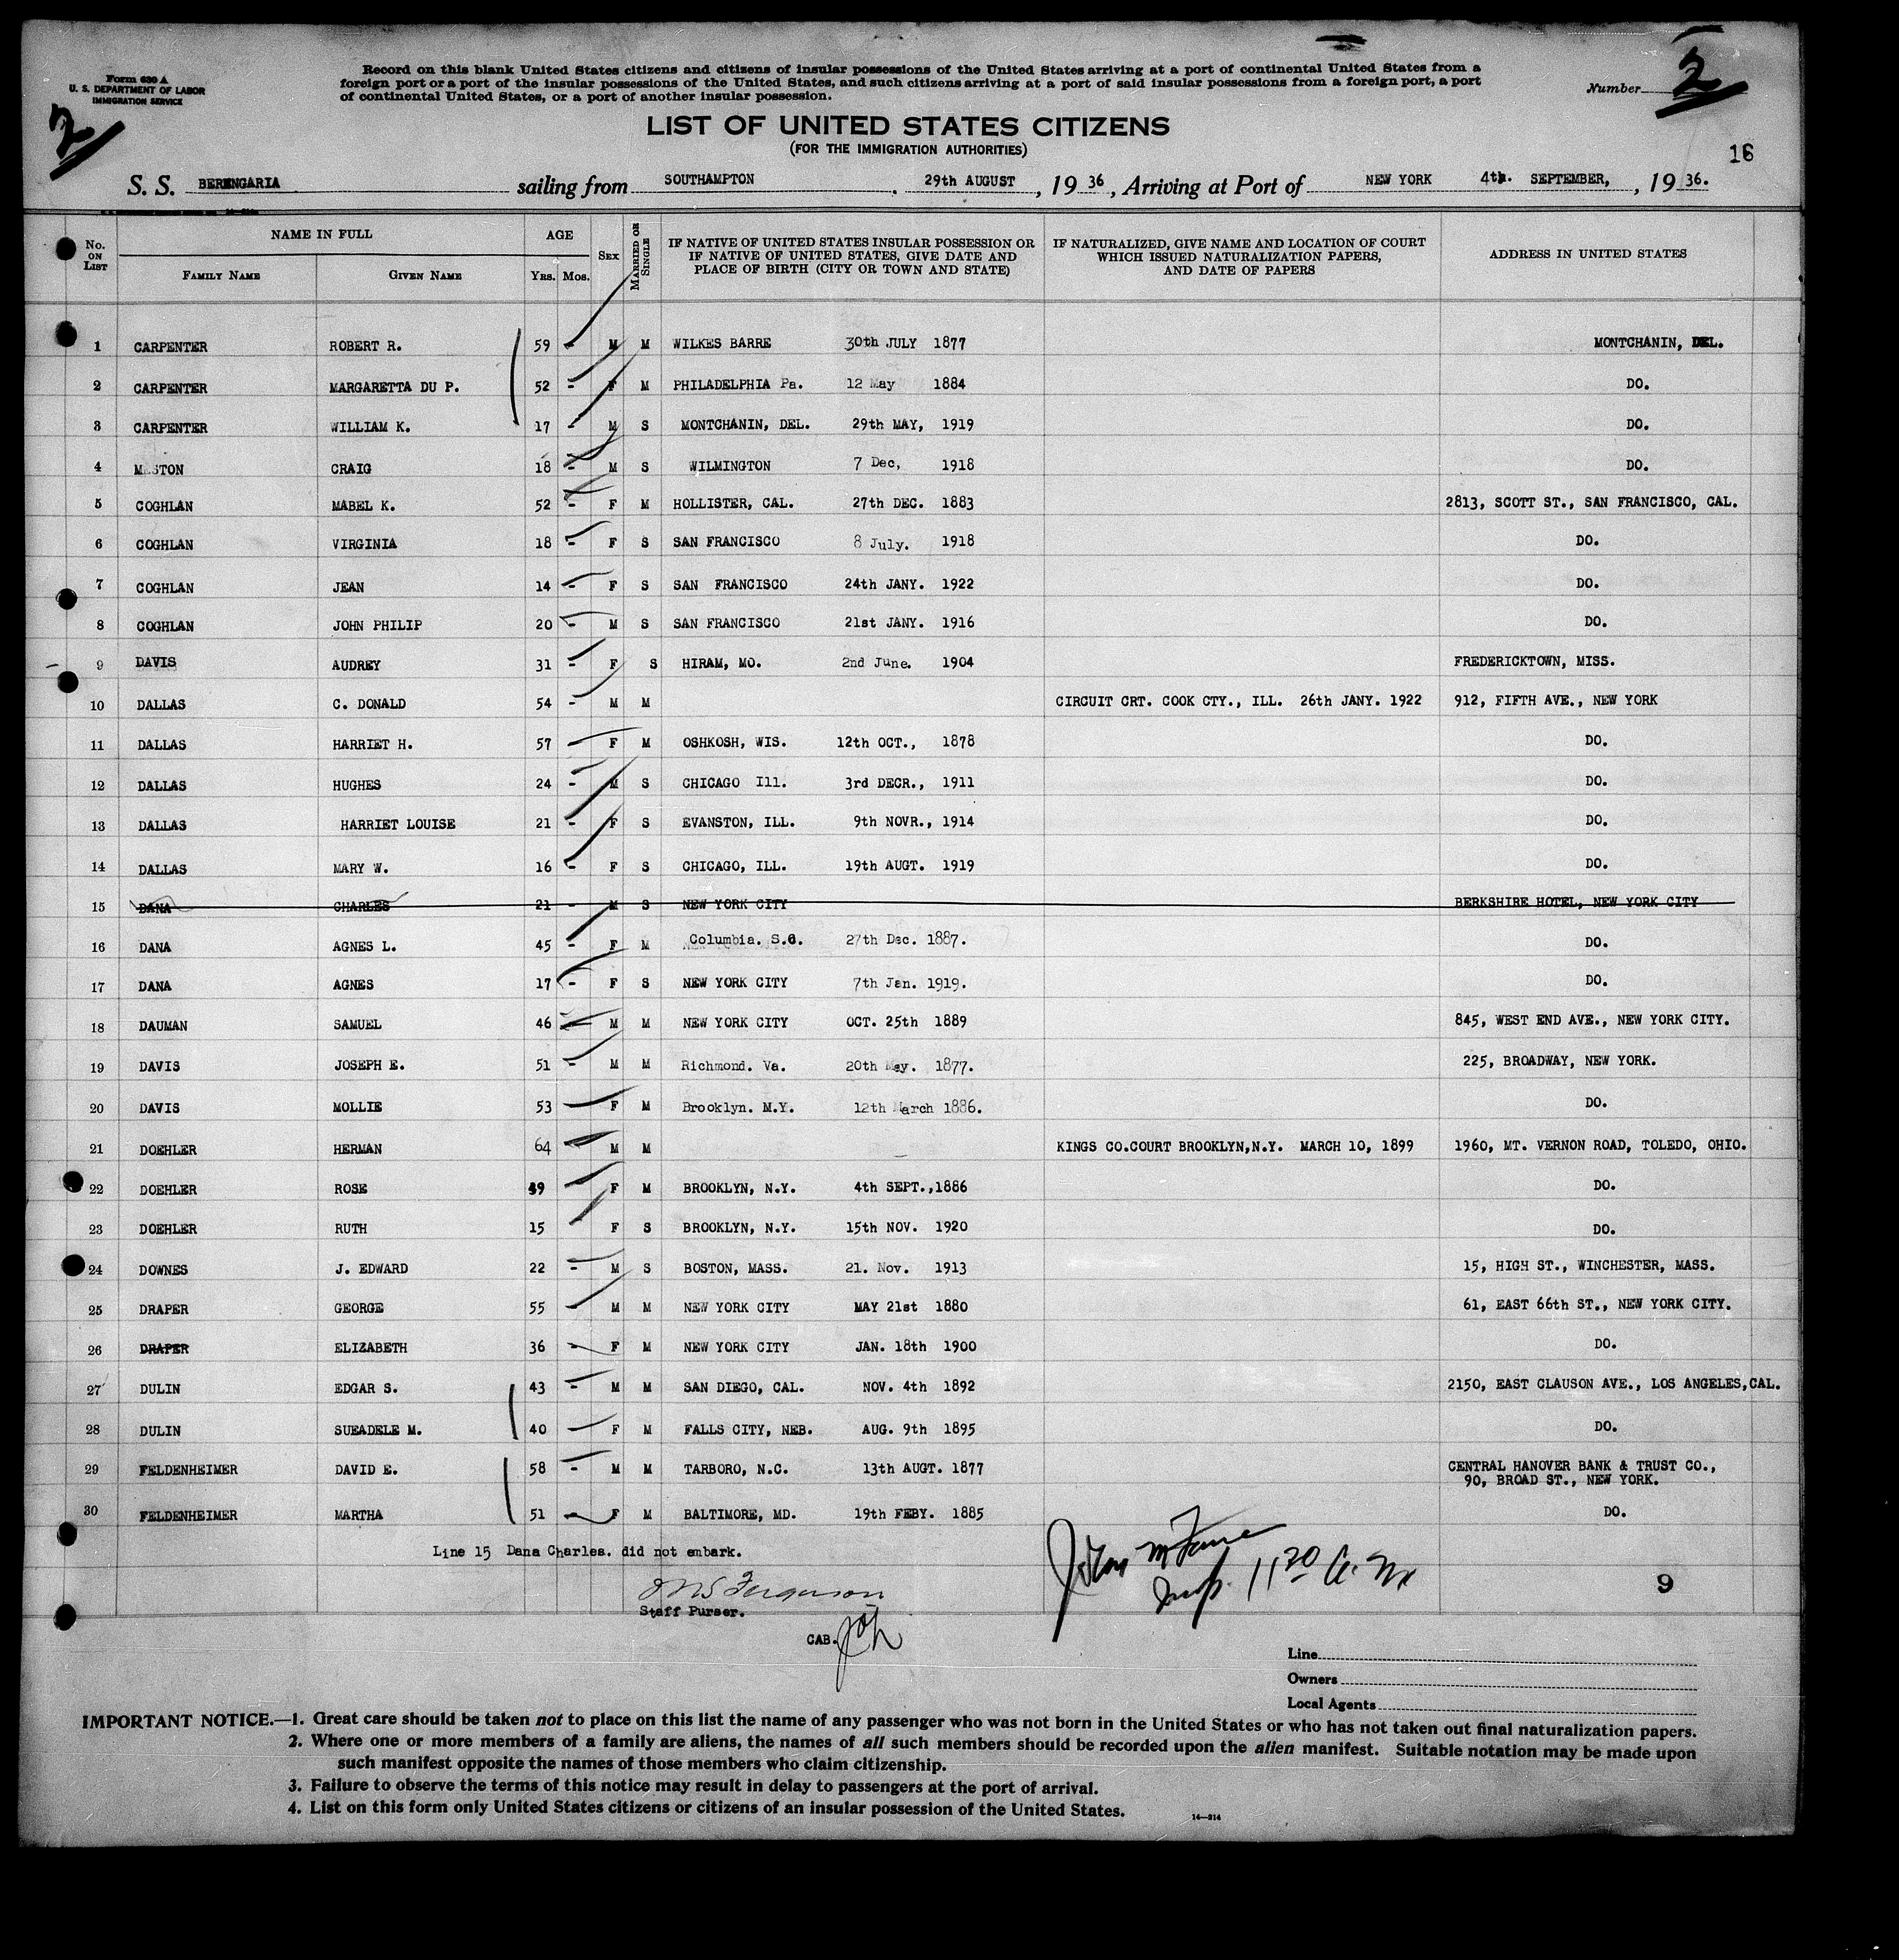 Form 630 A
U. S. DEPARTMENT OF LABOR
IMMIGRATION SERVICE
Record on this blank United States citizens and citizens of insular possessions of the United States arriving at a port of continental United States from a
foreign port or a port of the insular possessions of the United States, and such citizens arriving at a port of said insular possessions from a foreign port, a port
of continental United States, or a port of another insular possession.
Number 2
2
LIST OF UNITED STATES CITIZENS
(FOR THE IMMIGRATION AUTHORITIES)
16
S. S. BERENGARIA sailing from SOUTHAMPTON, 29th AUGUST, 19 36, Arriving at Port of NEW YORK 4th. SEPTEMBER, , 19 36.
No. ON LIST NAME IN FULL FAMILY NAME GIVEN NAME AGE YRS. MOS. SEX MARRIED OR SINGLE IF NATIVE OF UNITED STATES INSULAR POSSESSION OR IF NATIVE OF UNITED STATES, GIVE DATE AND PLACE OF BIRTH (CITY OR TOWN AND STATE) IF NATURALIZED, GIVE NAME AND LOCATION OF COURT WHICH ISSUED NATURALIZATION PAPERS, AND DATE OF PAPERS ADDRESS IN UNITED STATES
1 CARPENTER ROBERT R. 59 - M M WILKES BARRE 30th JULY 1877 MONTCHANIN, DEL.
2 CARPENTER MARGARETTA DU P. 52 - F M PHILADELPHIA Pa. 12 May 1884 DO.
3 CARPENTER WILLIAM K. 17 - M S MONTCHANIN, DEL. 29th MAY, 1919 DO.
4 CRAIG 18 - M S WILMINGTON 7 Dec, 1918 DO.
5 COGHLAN MABEL K. 52 - F M HOLLISTER, CAL. 27th DEC. 1883 2813, SCOTT ST., SAN FRANCISCO, CAL.
6 COGHLAN VIRGINIA 18 - F S SAN FRANCISCO 8 July. 1918 DO.
7 COGHLAN JEAN 14 - F S SAN FRANCISCO 24th JANY. 1922 DO.
8 COGHLAN JOHN PHILIP 20 - M S SAN FRANCISCO 21st JANY. 1916 DO.
9 DAVIS AUDREY 31 - F S HIRAM, MO. 2nd June. 1904 FREDERICKTOWN, MISS.
10 DALLAS C. DONALD 54 - M M CIRCUIT CRT. COOK CTY., ILL. 26th JANY. 1922 912, FIFTH AVE., NEW YORK
11 DALLAS HARRIET H. 57 F M OSHKOSH, WIS. 12th OCT., 1878 DO.
12 DALLAS HUGHES 24 - M S CHICAGO Ill. 3rd DECR., 1911 DO.
13 DALLAS HARRIET LOUISE 21 - F S EVANSTON, ILL. 9th NOVR., 1914 DO.
14 DALLAS MARY W. 16 - F S CHICAGO, ILL. 19th AUGT. 1919 DO.
15 DANA CHARLES 21 - M S NEW YORK CITY BERKSHIRE HOTEL, NEW YORK CITY
16 DANA AGNES L. 45 - F M Columbia. S.C. 27th Dec. 1887. DO.
17 DANA AGNES 17 - F S NEW YORK CITY 7th Jan. 1919. DO.
18 DAUMAN SAMUEL 46 - M M NEW YORK CITY OCT. 25th 1889 845, WEST END AVE., NEW YORK CITY.
19 DAVIS JOSEPH E. 51 - M M Richmond. Va. 20th May. 1877. 225, BROADWAY, NEW YORK.
20 DAVIS MOLLIE 53 F M Brooklyn. N.Y. 12th March 1886. DO.
21 DOEHLER HERMAN 64 M M KINGS CO.COURT BROOKLYN,N.Y. MARCH 10, 1899 1960, MT. VERNON ROAD, TOLEDO, OHIO.
22 DOEHLER ROSE 49 F M BROOKLYN, N.Y. 4th SEPT.,1886 DO.
23 DOEHLER RUTH 15 F S BROOKLYN, N.Y. 15th NOV. 1920 DO.
24 DOWNES J. EDWARD 22 - M S BOSTON, MASS. 21. Nov. 1913 15, HIGH ST., WINCHESTER, MASS.
25 DRAPER GEORGE 55 - M M NEW YORK CITY MAY 21st 1880 61, EAST 66th ST., NEW YORK CITY.
26 DRAPER ELIZABETH 36 - F M NEW YORK CITY JAN. 18th 1900 DO.
27 DULIN EDGAR S. 43 - M M SAN DIEGO, CAL. NOV. 4th 1892 2150, EAST CLAUSON AVE., LOS ANGELES,CAL.
28 DULIN SUEADELE M. 40 - F M FALLS CITY, NEB. AUG. 9th 1895 DO.
29 FELDENHEIMER DAVID E. 58 - M M TARBORO, N.C. 13th AUGT. 1877 CENTRAL HANOVER BANK & TRUST CO.,
90, BROAD ST., NEW YORK.
30 FELDENHEIMER MARTHA 51 - F M BALTIMORE, MD. 19th FEBY. 1885 DO.
Line 15 Dana Charles. did not embark.
Ferguson
Staff Purser.
John
Insp. 11 30 A.M
9
CAB.
Line
Owners
Local Agents
IMPORTANT NOTICE.—1. Great care should be taken not to place on this list the name of any passenger who was not born in the United States or who has not taken out final naturalization papers.
2. Where one or more members of a family are aliens, the names of all such members should be recorded upon the alien manifest. Suitable notation may be made upon
such manifest opposite the names of those members who claim citizenship.
3. Failure to observe the terms of this notice may result in delay to passengers at the port of arrival.
4. List on this form only United States citizens or citizens of an insular possession of the United States.
14—214